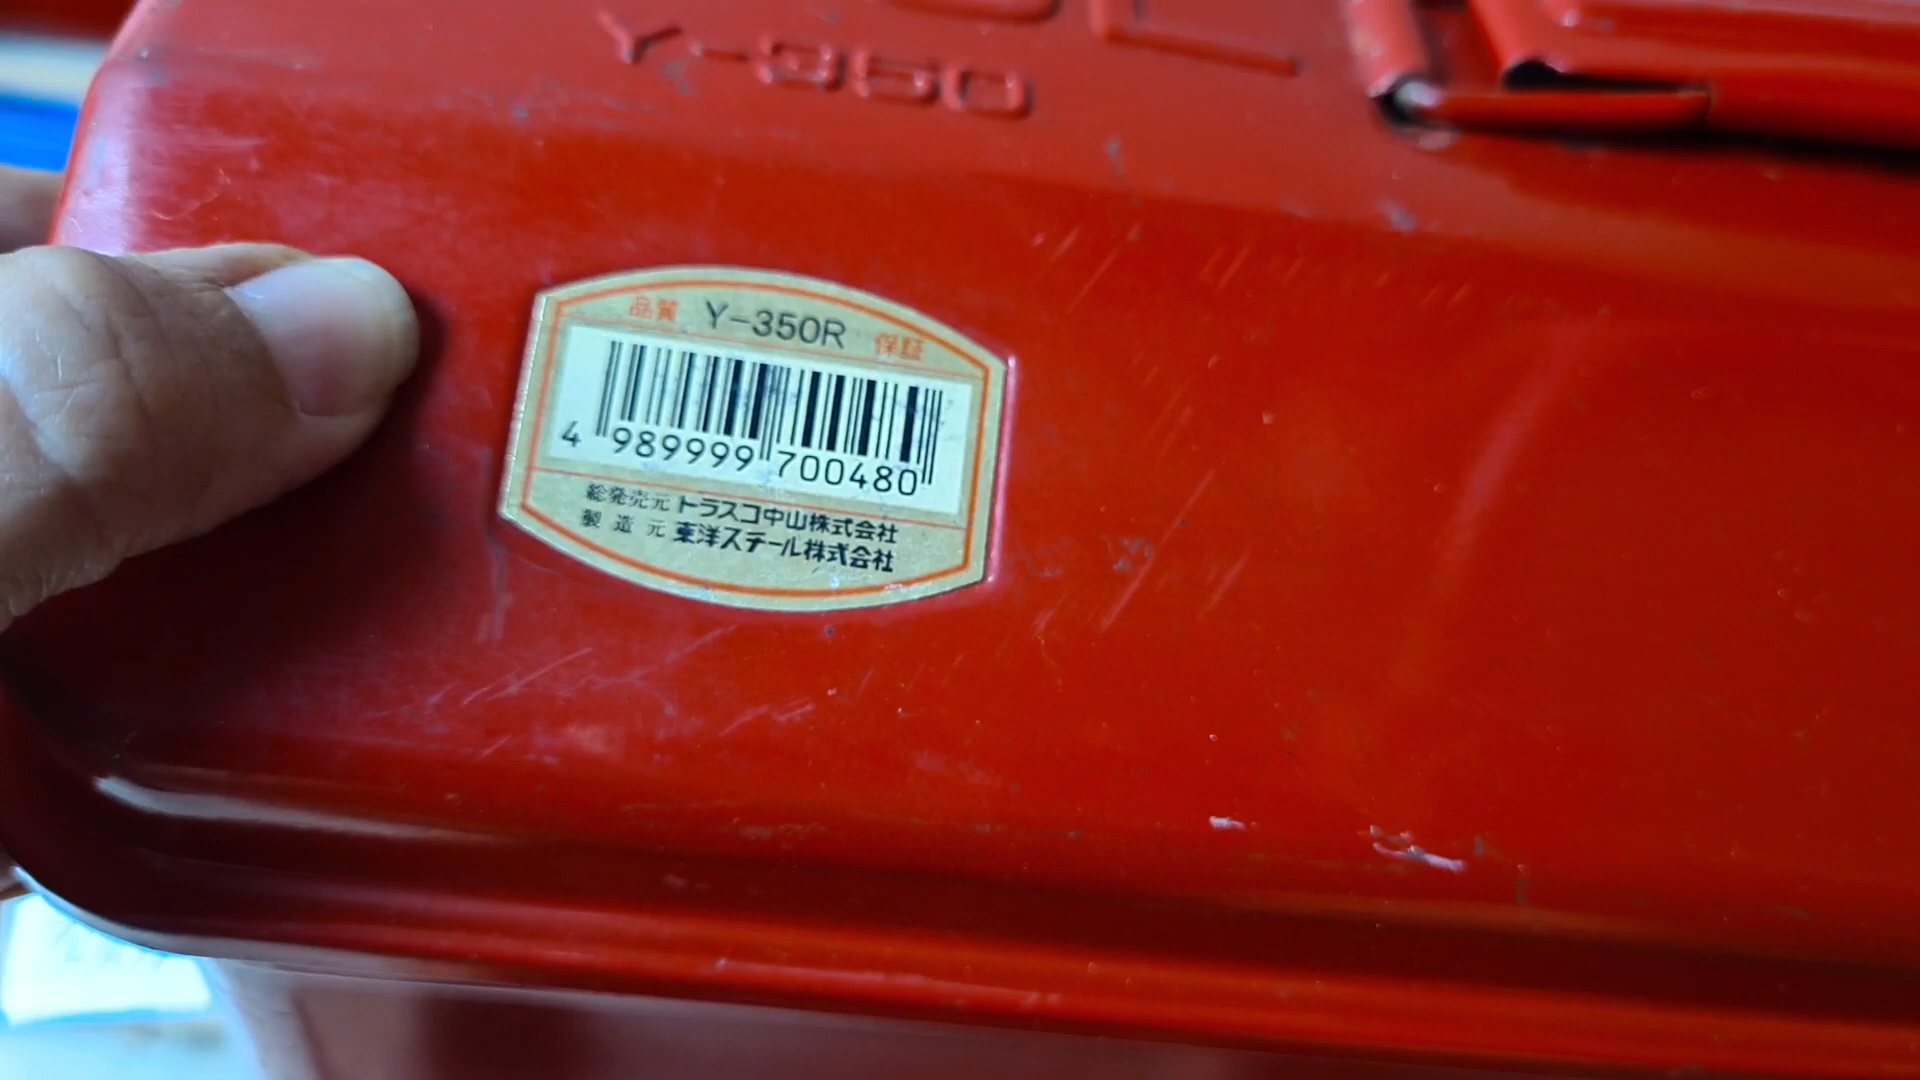 Y-350
品質 Y-350R 保証
4 989999 700480
総発売元 トラスコ中山株式会社
製造元 東洋スチール株式会社